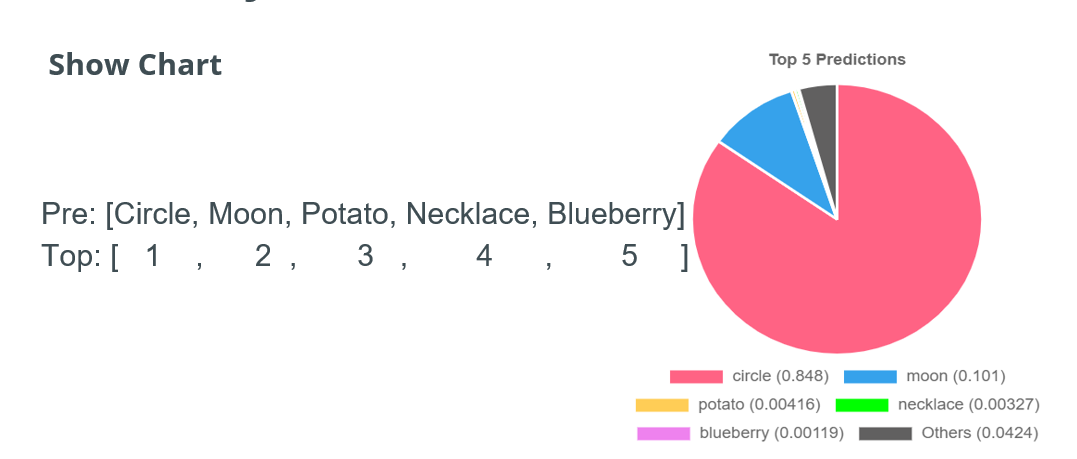 Show Chart
Top 5 Predictions
Pre: [Circle, Moon, Potato, Necklace, Blueberry]
Top: [ 1 , 2 , 3 , 4 , 5 ]
circle (0.848) moon (0.101)
potato (0.00416) necklace (0.00327)
blueberry (0.00119) Others (0.0424)